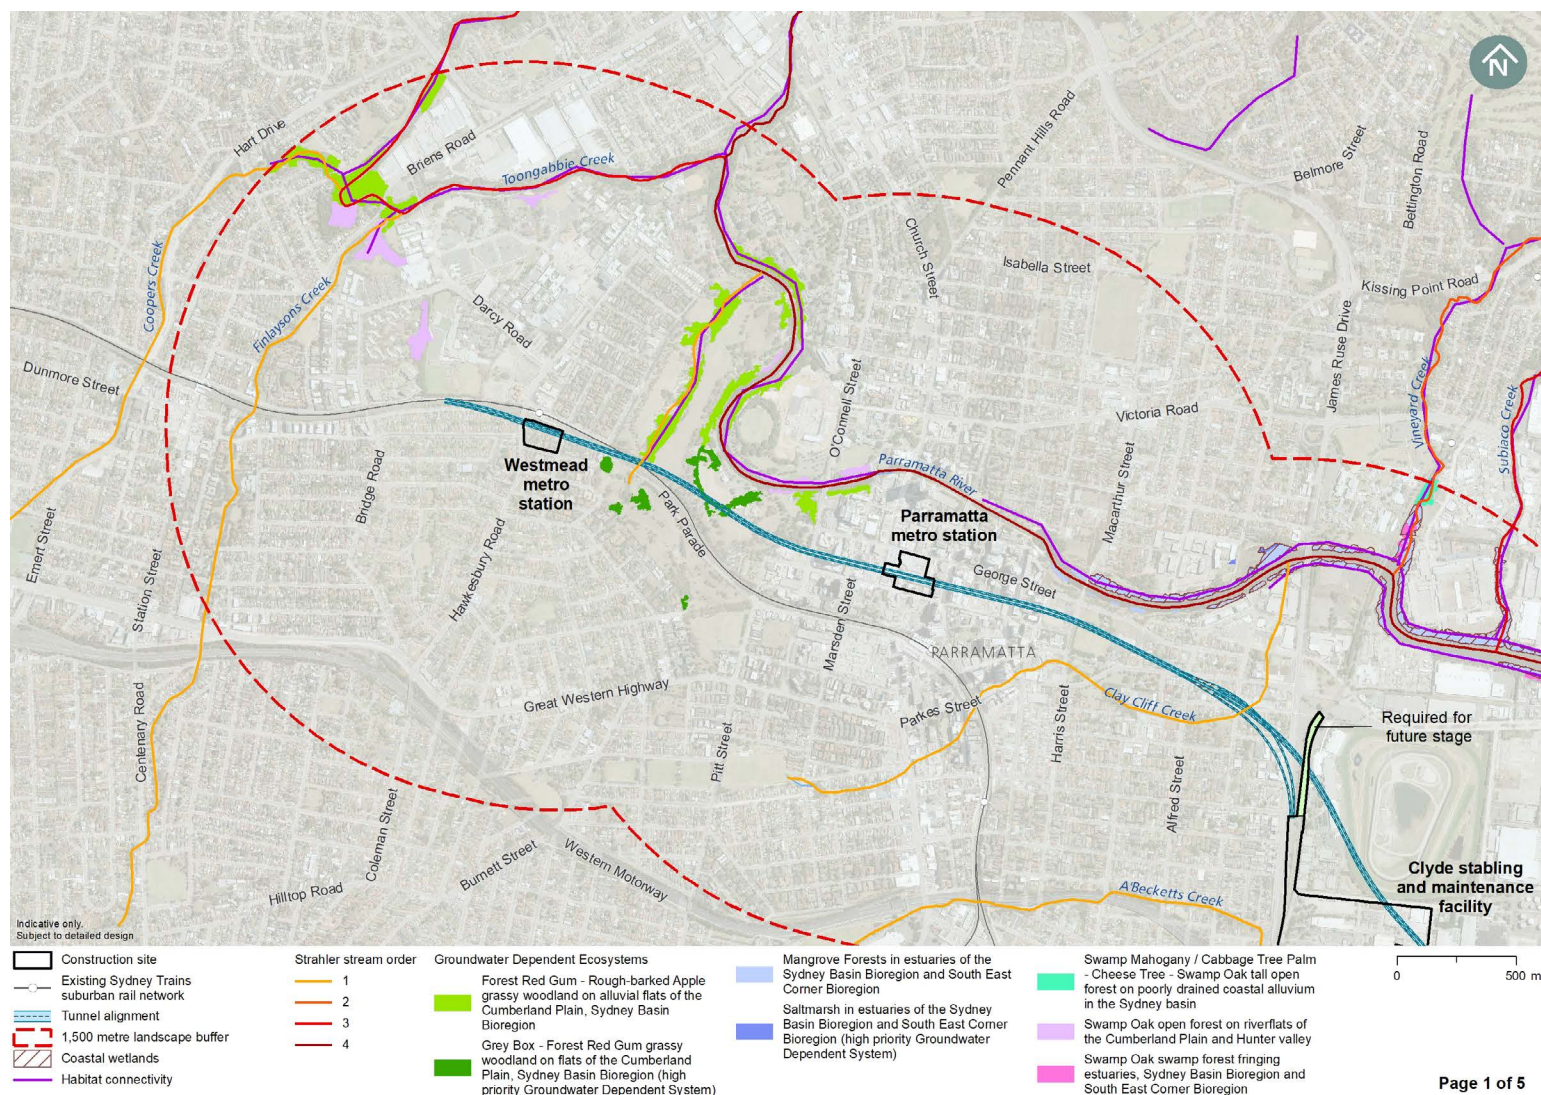 N
Hart Drive
Briens Road
Toongabbie Creek
Pennant Hills Road
Belmore Street
Bettington Road
Church Street
Isabella Street
Kissing Point Road
Coopers Creek
Finlaysons Creek
Darcy Road
James Ruse Drive
Dunmore Street
O'Connell Street
Victoria Road
Vineyard Creek
Subiaco Creek
Westmead
metro
station
Bridge Road
Parramatta River
Macarthur Street
Park Parade
Parramatta
metro station
Emert Street
Station Street
Hawkesbury Road
George Street
Marsden Street
PARRAMATTA
Great Western Highway
Parkes Street
Clay Cliff Creek
Centenary Road
Pitt Street
Harris Street
Required for
future stage
Alfred Street
Coleman Street
Burnett Street
Western Motorway
Hilltop Road
A'Becketts Creek
Clyde stabling
and maintenance
facility
Indicative only.
Subject to detailed design
Construction site
Existing Sydney Trains
suburban rail network
Tunnel alignment
1,500 metre landscape buffer
Coastal wetlands
Habitat connectivity
Strahler stream order
1
2
3
4
Groundwater Dependent Ecosystems
Forest Red Gum - Rough-barked Apple
grassy woodland on alluvial flats of the
Cumberland Plain, Sydney Basin
Bioregion
Grey Box - Forest Red Gum grassy
woodland on flats of the Cumberland
Plain, Sydney Basin Bioregion (high
priority Groundwater Dependent System)
Mangrove Forests in estuaries of the
Sydney Basin Bioregion and South East
Corner Bioregion
Saltmarsh in estuaries of the Sydney
Basin Bioregion and South East Corner
Bioregion (high priority Groundwater
Dependent System)
Swamp Mahogany / Cabbage Tree Palm
- Cheese Tree - Swamp Oak tall open
forest on poorly drained coastal alluvium
in the Sydney basin
Swamp Oak open forest on riverflats of
the Cumberland Plain and Hunter valley
Swamp Oak swamp forest fringing
estuaries, Sydney Basin Bioregion and
South East Corner Bioregion
0 500 m
Page 1 of 5